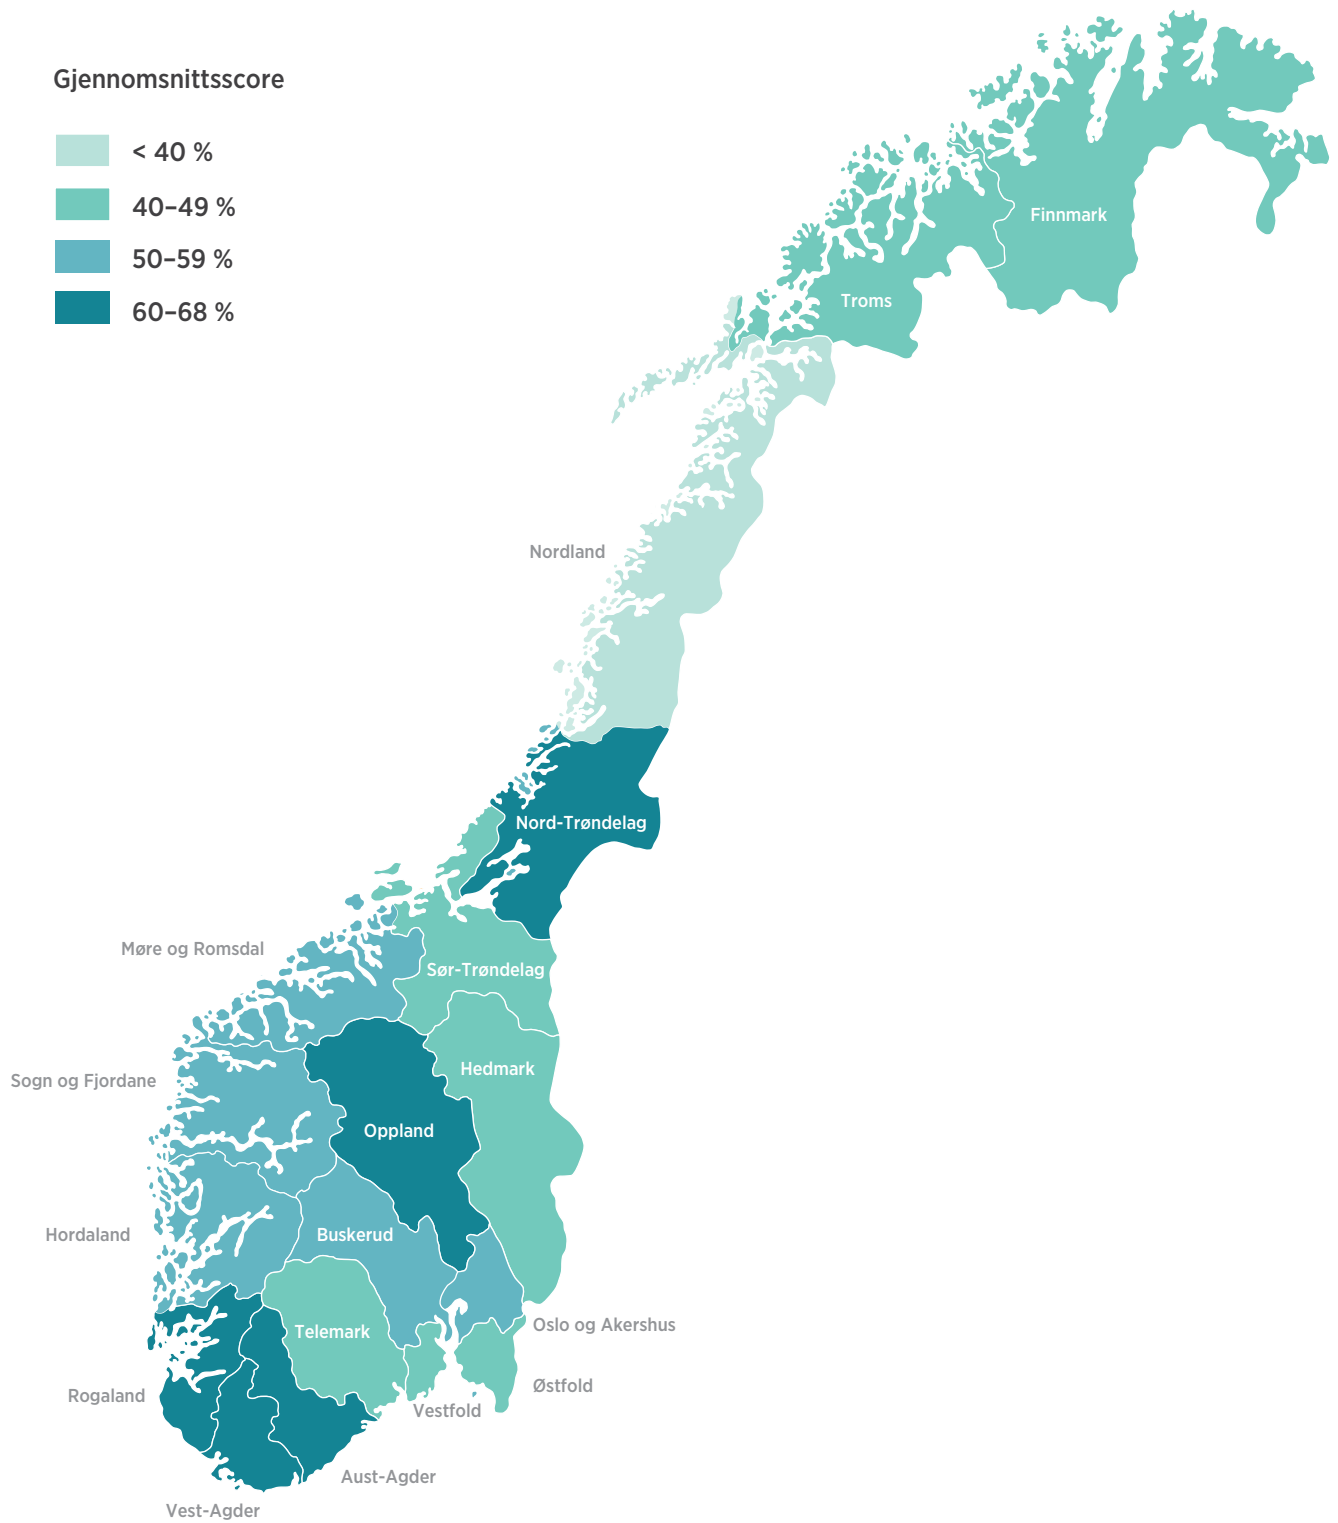 Gjennomsnittsscore
< 40 %
40–49 %
50–59 %
60–68 %
Finnmark
Troms
Nordland
Nord-Trøndelag
Møre og Romsdal
Sør-Trøndelag
Hedmark
Sogn og Fjordane
Oppland
Hordaland
Buskerud
Oslo og Akershus
Telemark
Østfold
Rogaland
Vestfold
Aust-Agder
Vest-Agder